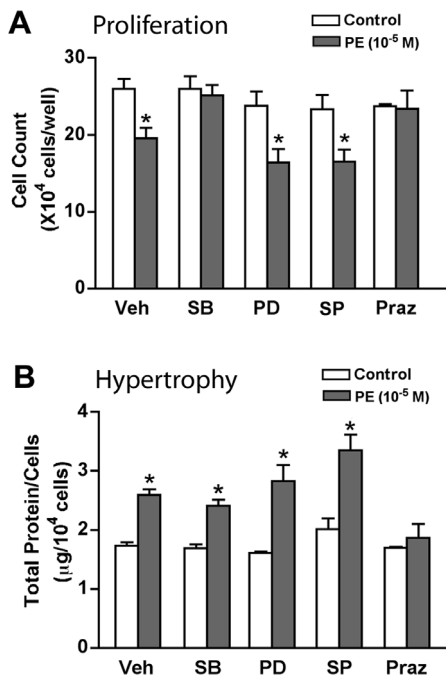 A Proliferation
Control
PE (10⁻⁵ M)
Cell Count
(X10⁴ cells/well)
30
20
10
0
*
*
*
Veh SB PD SP Praz
B Hypertrophy
Control
PE (10⁻⁵ M)
Total Protein/Cells
(µg/10⁴ cells)
4
3
2
1
0
*
*
*
*
Veh SB PD SP Praz